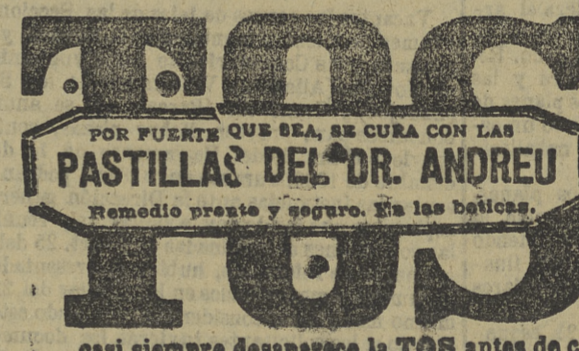 TOS
POR FUERTE QUE SEA, SE CURA CON LAS
PASTILLAS DEL DR. ANDREU
Remedio pronto y seguro. En las boticas.
casi siempre desaparece la TOS antes de c